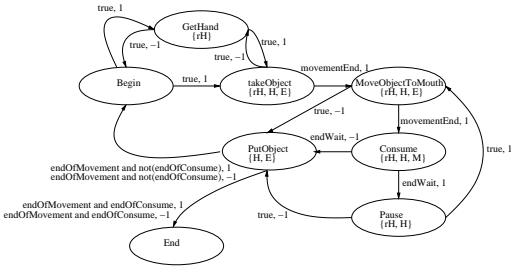 true, 1
GetHand
{rH}
true, −1
true, 1
true, −1
Begin
true, 1
takeObject
{rH, H, E}
movementEnd, 1
MoveObjectToMouth
{rH, H, E}
true, −1
movementEnd, 1
endWait, −1
PutObject
{H, E}
Consume
{rH, H, M}
true, 1
endOfMovement and not(endOfConsume), 1
endOfMovement and not(endOfConsume), −1
endWait, 1
endOfMovement and endOfConsume, 1
endOfMovement and endOfConsume, −1
true, −1
Pause
{rH, H}
End